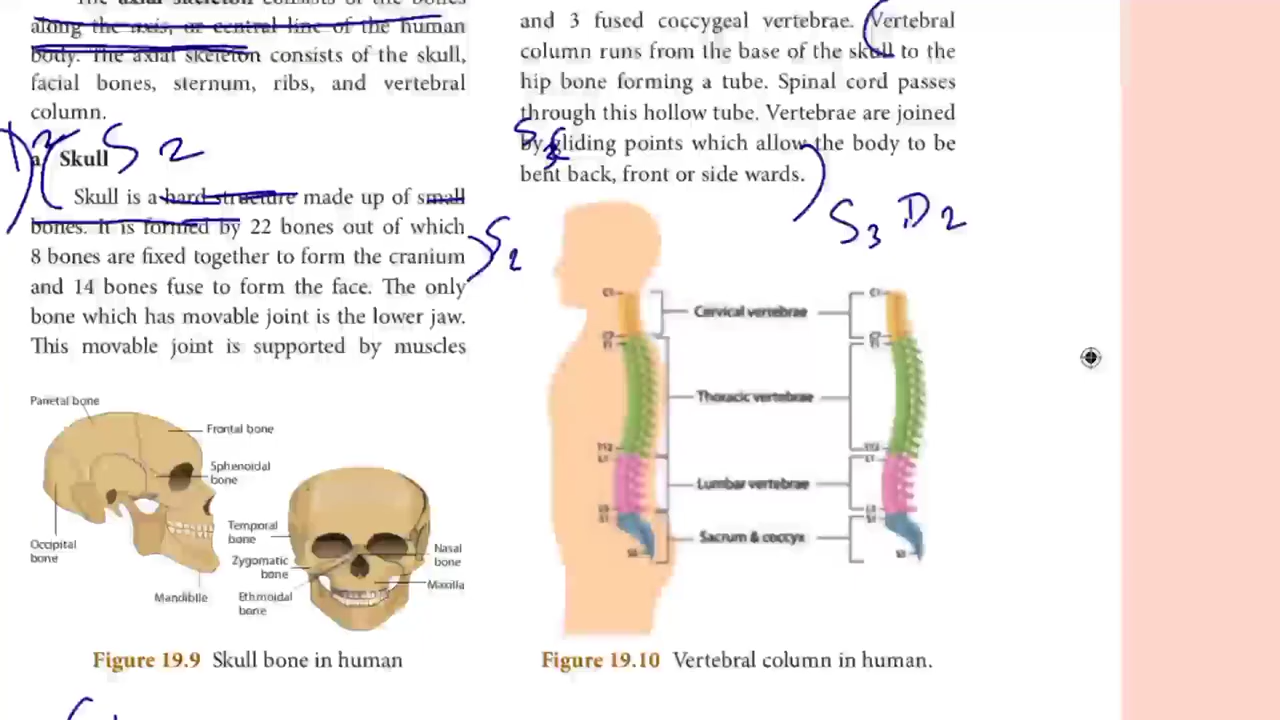 The axial skeleton consists of the bones
along the axis, or central line of the human
body. The axial skeleton consists of the skull,
facial bones, sternum, ribs, and vertebral
column.
a. Skull
S 2
Skull is a hard structure made up of small
bones. It is formed by 22 bones out of which
8 bones are fixed together to form the cranium
and 14 bones fuse to form the face. The only
bone which has movable joint is the lower jaw.
This movable joint is supported by muscles
S2
Parietal bone
Frontal bone
Sphenoidal
bone
Occipital
bone
Mandible
Temporal
bone
Zygomatic
bone
Ethmoidal
bone
Nasal
bone
Maxilla
Figure 19.9 Skull bone in human
and 3 fused coccygeal vertebrae. Vertebral
column runs from the base of the skull to the
hip bone forming a tube. Spinal cord passes
through this hollow tube. Vertebrae are joined
by gliding points which allow the body to be
bent back, front or side wards.
S3 D2
Cervical vertebrae
Thoracic vertebrae
Lumbar vertebrae
Sacrum & coccyx
Figure 19.10 Vertebral column in human.